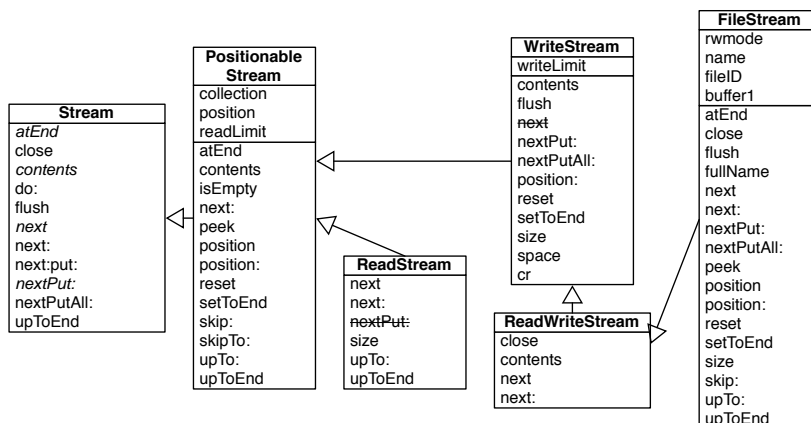 Stream
atEnd
close
contents
do:
flush
next
next:
next:put:
nextPut:
nextPutAll:
upToEnd
Positionable
Stream
collection
position
readLimit
atEnd
contents
isEmpty
next:
peek
position
position:
reset
setToEnd
skip:
skipTo:
upTo:
upToEnd
ReadStream
next
next:
nextPut:
size
upTo:
upToEnd
WriteStream
writeLimit
contents
flush
next
nextPut:
nextPutAll:
position:
reset
setToEnd
size
space
cr
ReadWriteStream
close
contents
next
next:
FileStream
rwmode
name
fileID
buffer1
atEnd
close
flush
fullName
next
next:
nextPut:
nextPutAll:
peek
position
position:
reset
setToEnd
size
skip:
upTo:
upToEnd